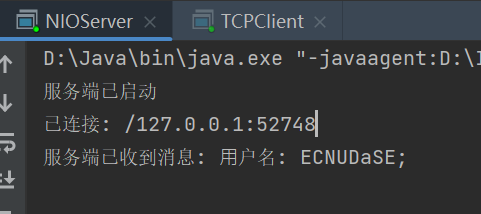 NIOServer
TCPClient
D:\Java\bin\java.exe "-javaagent:D:\
服务端已启动
已连接: /127.0.0.1:52748
服务端已收到消息: 用户名: ECNUDaSE;